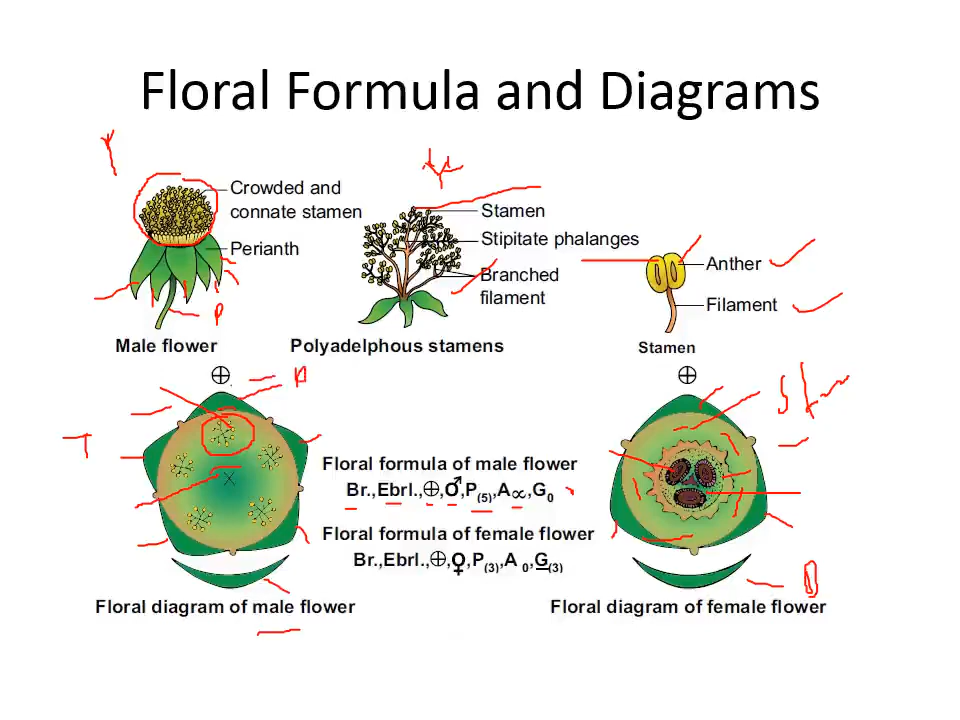 Floral Formula and Diagrams
Crowded and
connate stamen
Perianth
Male flower
Stamen
Stipitate phalanges
Branched
filament
Polyadelphous stamens
Anther
Filament
Stamen
Floral formula of male flower
Br.,Ebrl.,⊕,♂,P(5),A∝,G0
Floral formula of female flower
Br.,Ebrl.,⊕,♀,P(3),A 0,G(3)
Floral diagram of male flower
Floral diagram of female flower